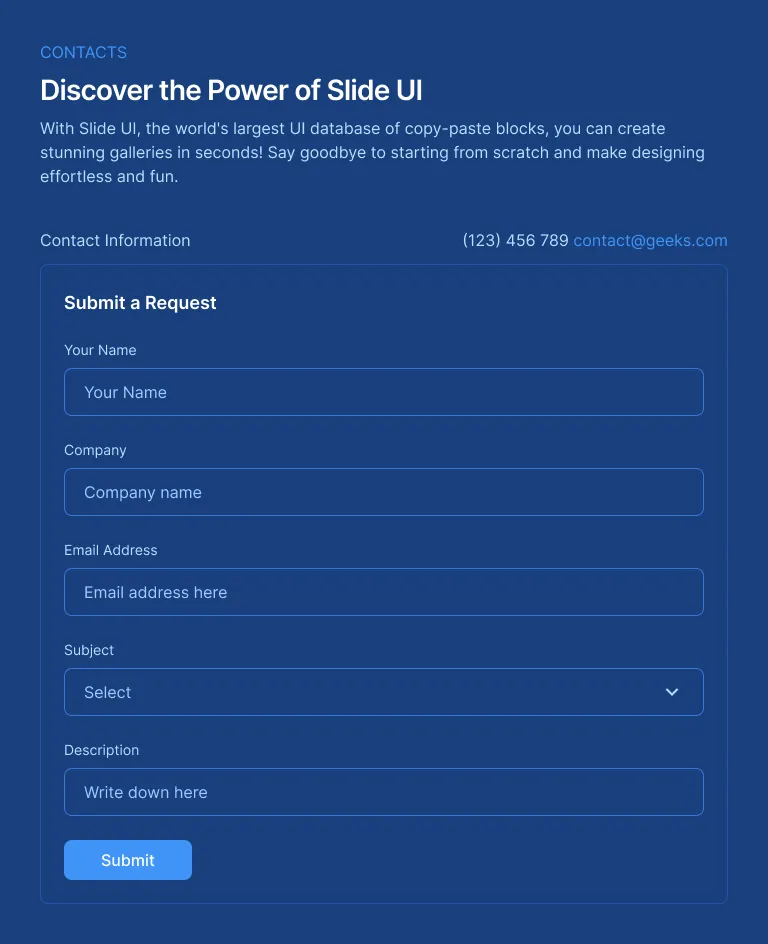 CONTACTS
Discover the Power of Slide UI
With Slide UI, the world's largest UI database of copy-paste blocks, you can create
stunning galleries in seconds! Say goodbye to starting from scratch and make designing
effortless and fun.
Contact Information
(123) 456 789 contact@geeks.com
Submit a Request
Your Name
Your Name
Company
Company name
Email Address
Email address here
Subject
Select
Description
Write down here
Submit